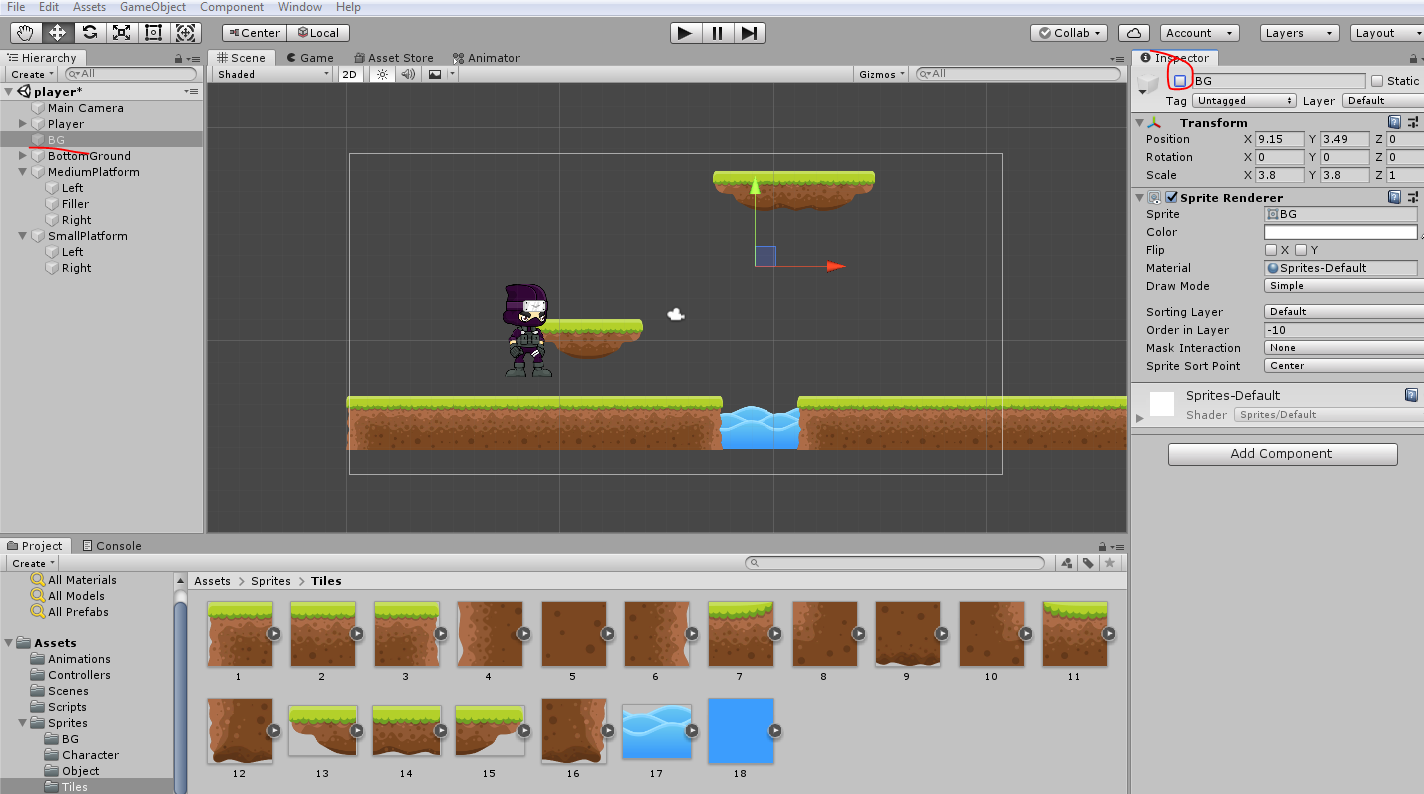 File Edit Assets GameObject Component Window Help
Center Local
Collab Account Layers Layout
Hierarchy
Create All
player*
Main Camera
Player
BG
BottomGround
MediumPlatform
Left
Filler
Right
SmallPlatform
Left
Right
Scene Game Asset Store Animator
Shaded 2D Gizmos All
Inspector
BG Static
Tag Untagged Layer Default
Transform
Position X 9.15 Y 3.49 Z 0
Rotation X 0 Y 0 Z 0
Scale X 3.8 Y 3.8 Z 1
Sprite Renderer
Sprite BG
Color
Flip X Y
Material Sprites-Default
Draw Mode Simple
Sorting Layer Default
Order in Layer -10
Mask Interaction None
Sprite Sort Point Center
Sprites-Default
Shader Sprites/Default
Add Component
Project Console
Create
All Materials
All Models
All Prefabs
Assets
Animations
Controllers
Scenes
Scripts
Sprites
BG
Character
Object
Tiles
Assets Sprites Tiles
1 2 3 4 5 6 7 8 9 10 11
12 13 14 15 16 17 18